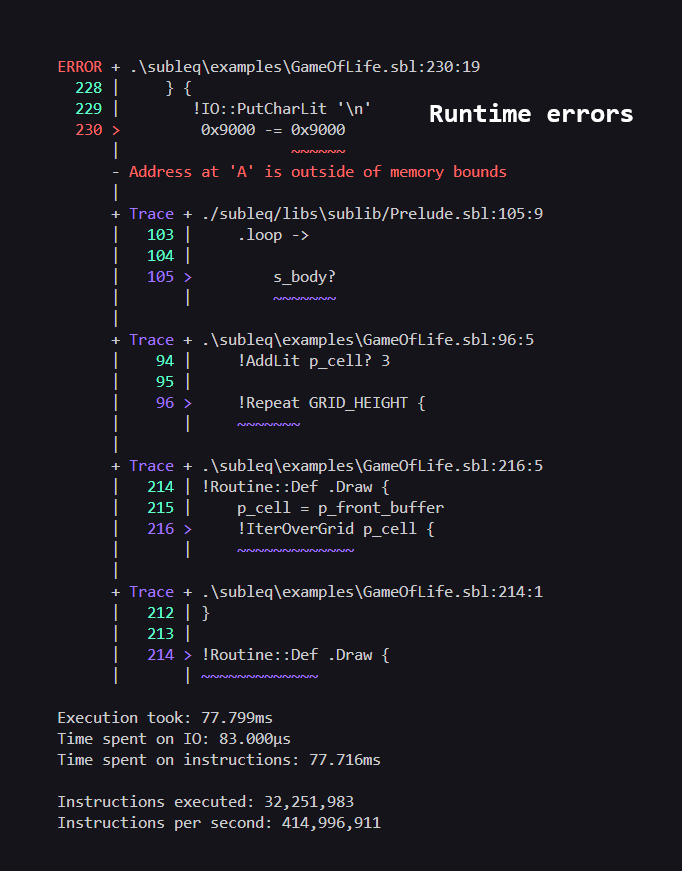 ERROR + .\subleq\examples\GameOfLife.sbl:230:19
228 |     } {
229 |        !IO::PutCharLit '\n'
Runtime errors
230 >         0x9000 -= 0x9000
|                   ~~~~~~
- Address at 'A' is outside of memory bounds
|
+ Trace + ./subleq/libs\sublib/Prelude.sbl:105:9
|   103 |     .loop ->
|   104 |
|   105 >         s_body?
|       |         ~~~~~~~
|
+ Trace + .\subleq\examples\GameOfLife.sbl:96:5
|    94 |     !AddLit p_cell? 3
|    95 |
|    96 >     !Repeat GRID_HEIGHT {
|       |     ~~~~~~~
|
+ Trace + .\subleq\examples\GameOfLife.sbl:216:5
|   214 | !Routine::Def .Draw {
|   215 |     p_cell = p_front_buffer
|   216 >     !IterOverGrid p_cell {
|       |     ~~~~~~~~~~~~~
|
+ Trace + .\subleq\examples\GameOfLife.sbl:214:1
|   212 | }
|   213 |
|   214 > !Routine::Def .Draw {
|       | ~~~~~~~~~~~~~
Execution took: 77.799ms
Time spent on IO: 83.000µs
Time spent on instructions: 77.716ms
Instructions executed: 32,251,983
Instructions per second: 414,996,911